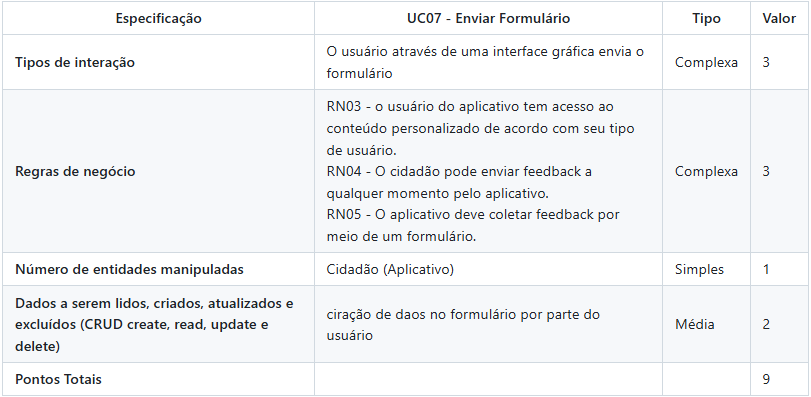 Especificação UC07 - Enviar Formulário Tipo Valor
Tipos de interação
O usuário através de uma interface gráfica envia o
formulário
Complexa 3
Regras de negócio
RN03 - o usuário do aplicativo tem acesso ao
conteúdo personalizado de acordo com seu tipo
de usuário.
RN04 - O cidadão pode enviar feedback a
qualquer momento pelo aplicativo.
RN05 - O aplicativo deve coletar feedback por
meio de um formulário.
Complexa 3
Número de entidades manipuladas Cidadão (Aplicativo) Simples 1
Dados a serem lidos, criados, atualizados e
excluídos (CRUD create, read, update e
delete)
ciração de daos no formulário por parte do
usuário
Média 2
Pontos Totais 9